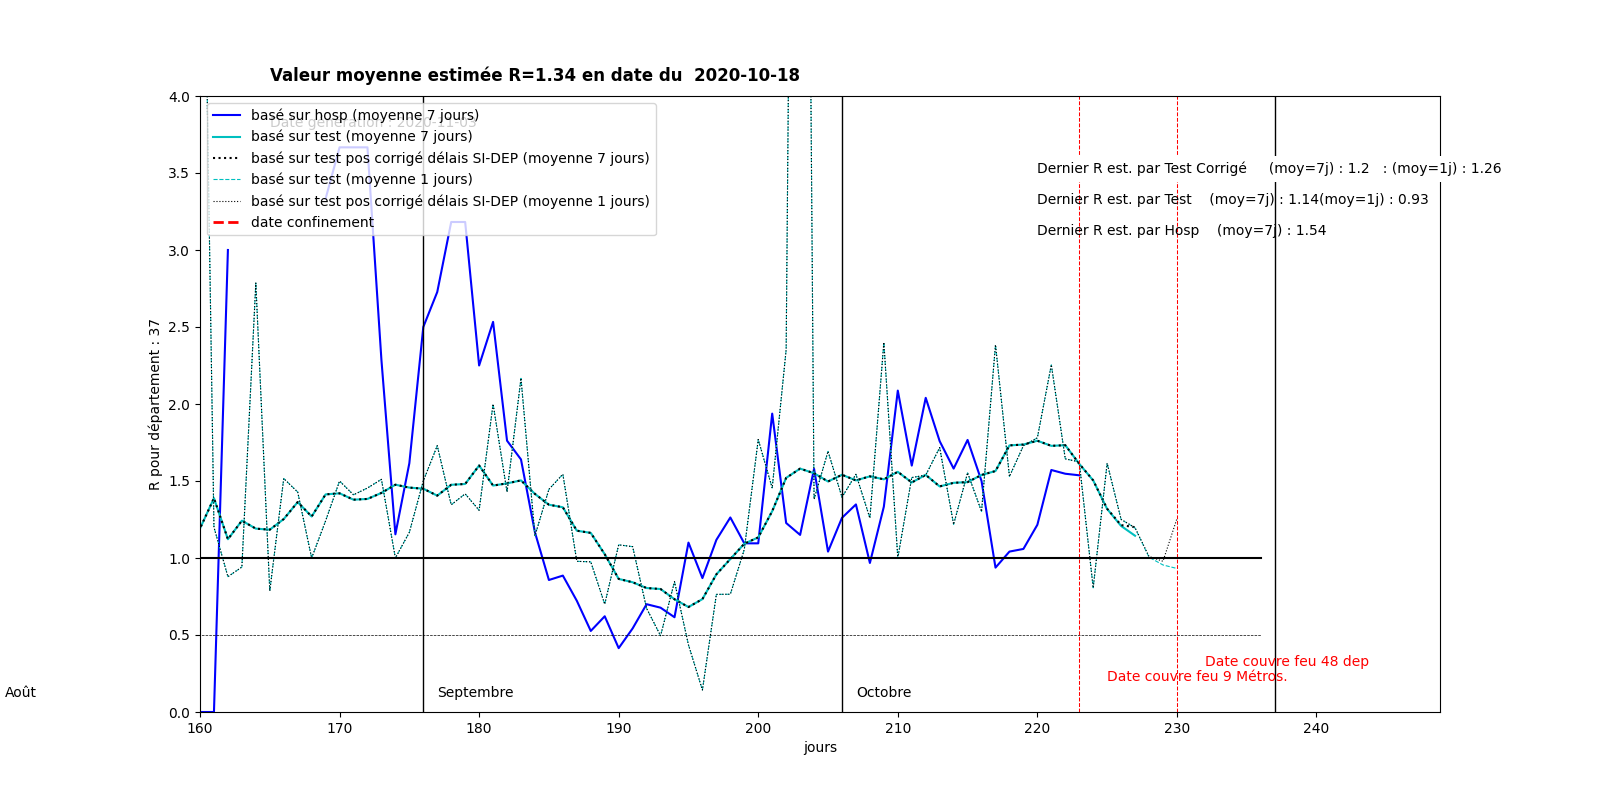 Valeur moyenne estimée R=1.34 en date du  2020-10-18
4.0
3.5
3.0
2.5
2.0
1.5
1.0
0.5
0.0
R pour département : 37
Date génération : 2020-11-03
basé sur hosp (moyenne 7 jours)
basé sur test (moyenne 7 jours)
basé sur test pos corrigé délais SI-DEP (moyenne 7 jours)
basé sur test (moyenne 1 jours)
basé sur test pos corrigé délais SI-DEP (moyenne 1 jours)
date confinement
Dernier R est. par Test Corrigé     (moy=7j) : 1.2   : (moy=1j) : 1.26
Dernier R est. par Test    (moy=7j) : 1.14(moy=1j) : 0.93
Dernier R est. par Hosp    (moy=7j) : 1.54
Date couvre feu 48 dep
Date couvre feu 9 Métros.
Août
Septembre
Octobre
160 170 180 190 200 210 220 230 240
jours